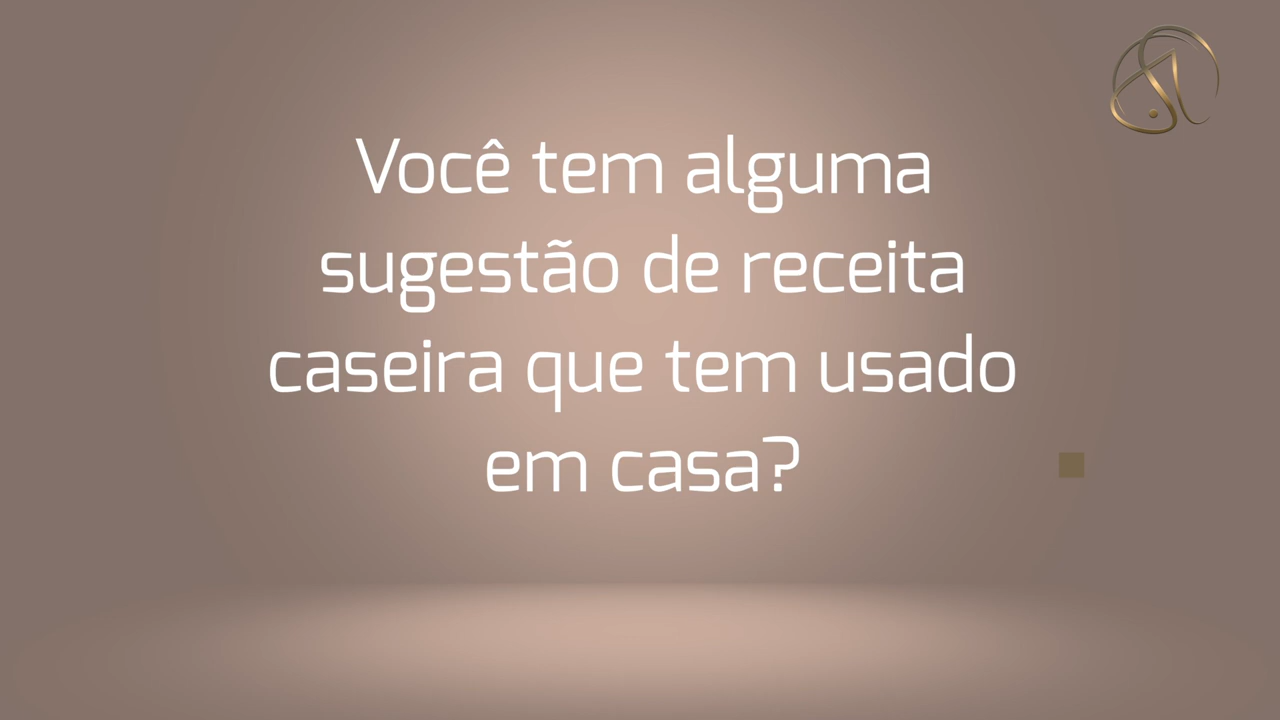 Você tem alguma
sugestão de receita
caseira que tem usado
em casa?